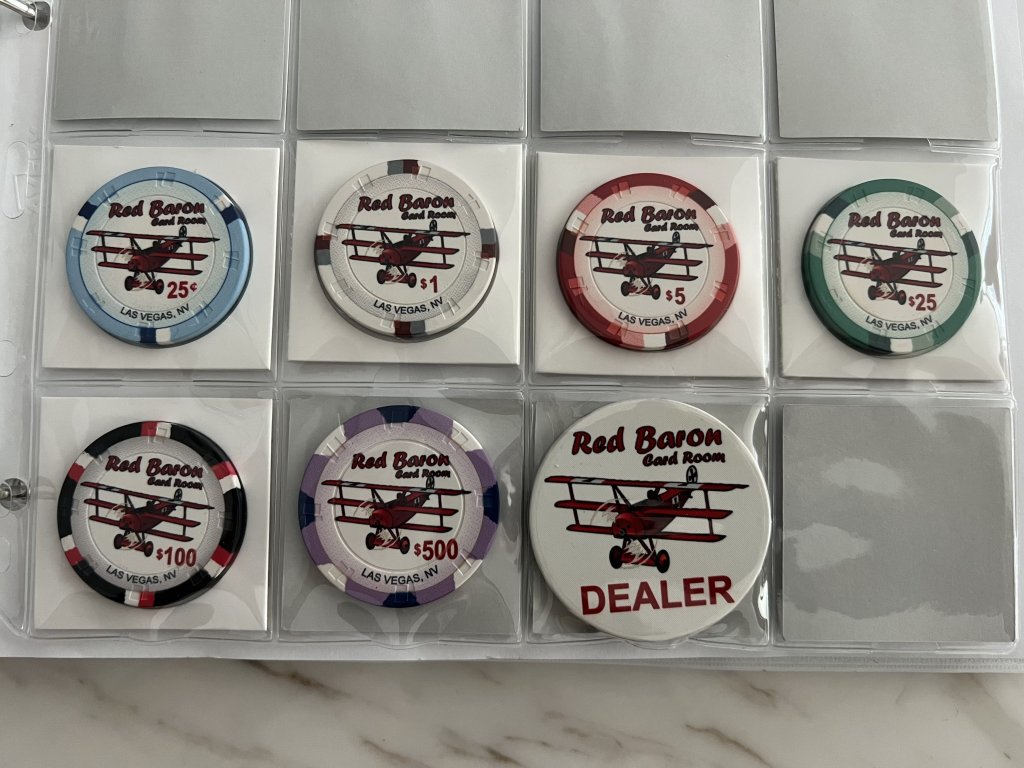 Red Baron
Card Room
25¢
LAS VEGAS, NV
Red Baron
Card Room
$1
LAS VEGAS, NV
Red Baron
Card Room
$5
LAS VEGAS, NV
Red Baron
Card Room
$25
LAS VEGAS, NV
Red Baron
Card Room
$100
LAS VEGAS, NV
Red Baron
Card Room
$500
LAS VEGAS, NV
Red Baron
Card Room
DEALER